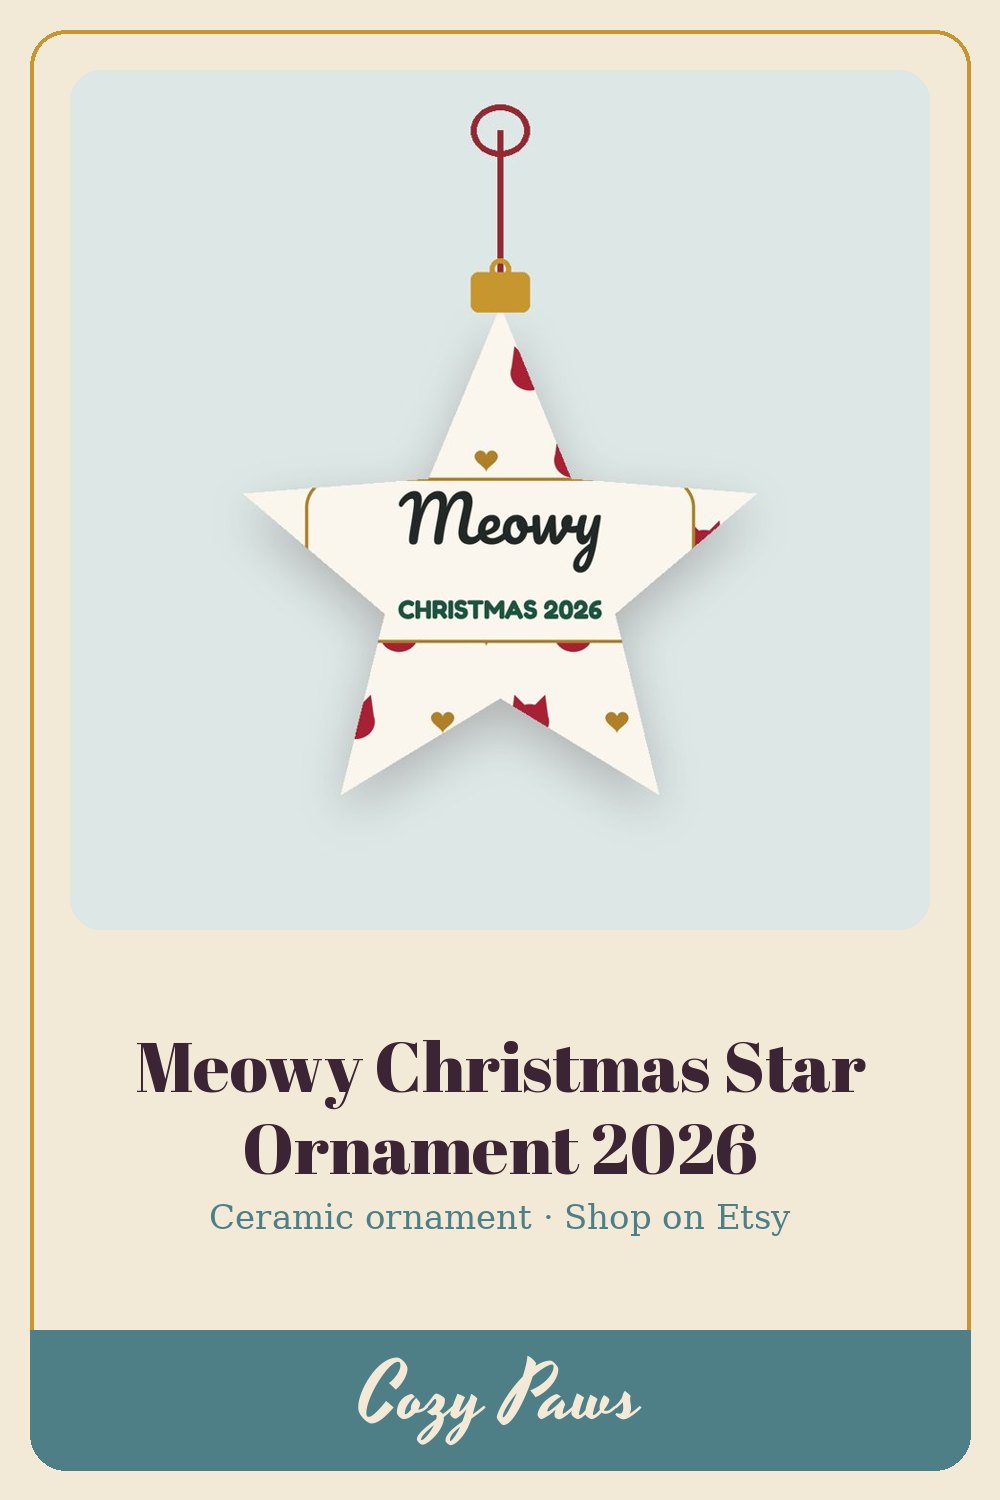 Meowy
CHRISTMAS 2026
Meowy Christmas Star
Ornament 2026
Ceramic ornament · Shop on Etsy
Cozy Paws